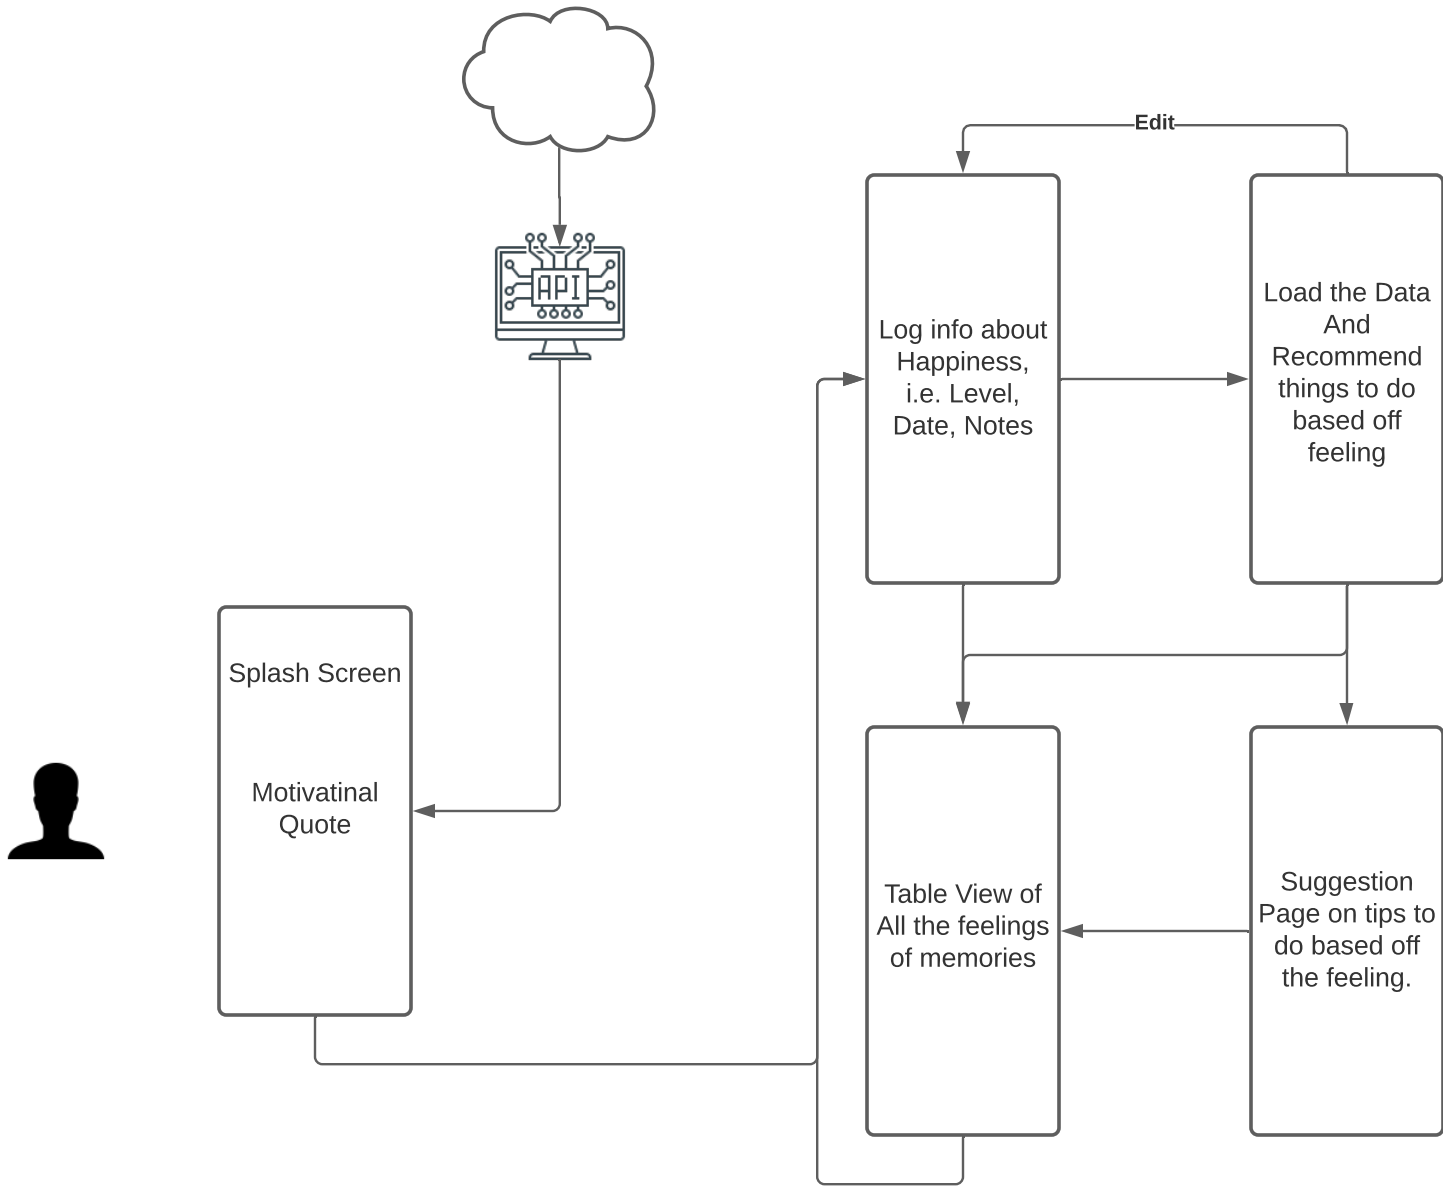 Edit
API
Log info about
Happiness,
i.e. Level,
Date, Notes
Load the Data
And
Recommend
things to do
based off
feeling
Splash Screen
Motivatinal
Quote
Table View of
All the feelings
of memories
Suggestion
Page on tips to
do based off
the feeling.